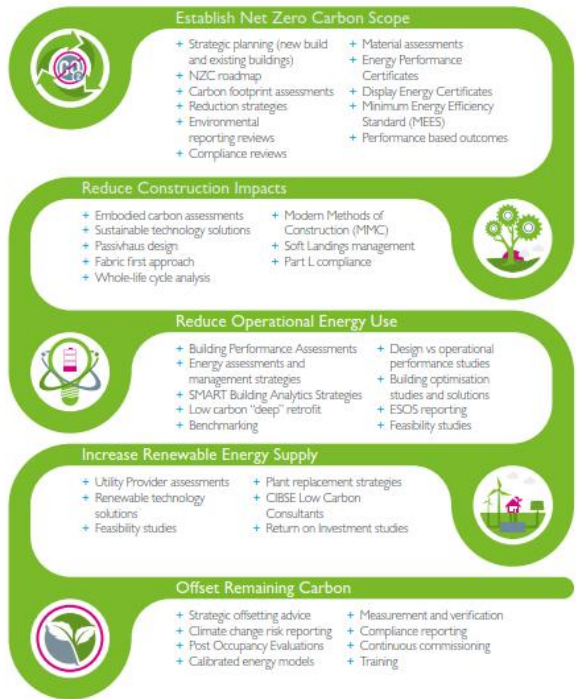 Establish Net Zero Carbon Scope
+ Strategic planning (new build
and existing buildings)
+ NZC roadmap
+ Carbon footprint assessments
+ Reduction strategies
+ Environmental
reporting reviews
+ Compliance reviews
+ Material assessments
+ Energy Performance
Certificates
+ Display Energy Certificates
+ Minimum Energy Efficiency
Standard (MEES)
+ Performance based outcomes
Reduce Construction Impacts
+ Embodied carbon assessments
+ Sustainable technology solutions
+ Passivhaus design
+ Fabric first approach
+ Whole-life cycle analysis
+ Modern Methods of
Construction (MMC)
+ Soft Landings management
+ Part L compliance
Reduce Operational Energy Use
+ Building Performance Assessments
+ Energy assessments and
management strategies
+ SMART Building Analytics Strategies
+ Low carbon "deep" retrofit
+ Benchmarking
+ Design vs operational
performance studies
+ Building optimisation
studies and solutions
+ ESOS reporting
+ Feasibility studies
Increase Renewable Energy Supply
+ Utility Provider assessments
+ Renewable technology
solutions
+ Feasibility studies
+ Plant replacement strategies
+ CIBSE Low Carbon
Consultants
+ Return on Investment studies
Offset Remaining Carbon
+ Strategic offsetting advice
+ Climate change risk reporting
+ Post Occupancy Evaluations
+ Calibrated energy models
+ Measurement and verification
+ Compliance reporting
+ Continuous commissioning
+ Training